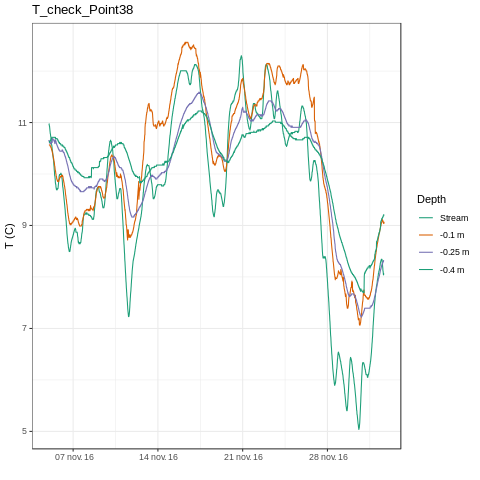 T_check_Point38
T (C)
11
9
7
5
07 nov. 16
14 nov. 16
21 nov. 16
28 nov. 16
Depth
Stream
-0.1 m
-0.25 m
-0.4 m